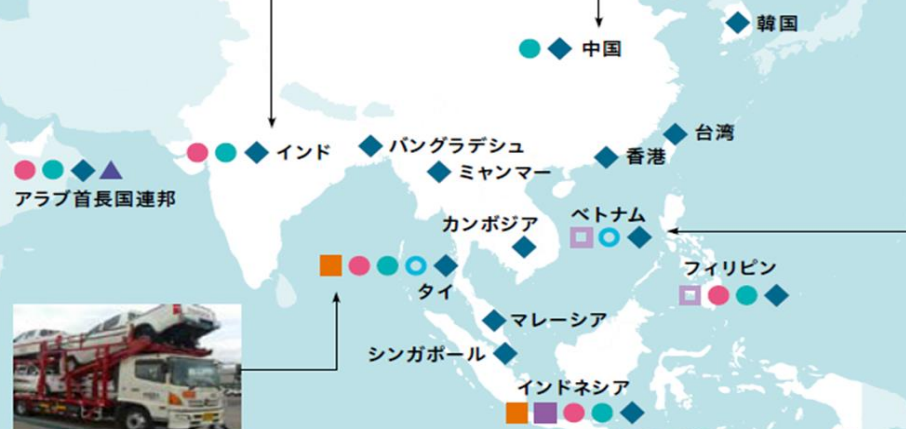 韓国
中国
台湾
インド
バングラデシュ
香港
ミャンマー
アラブ首長国連邦
カンボジア
ベトナム
フィリピン
タイ
マレーシア
シンガポール
インドネシア